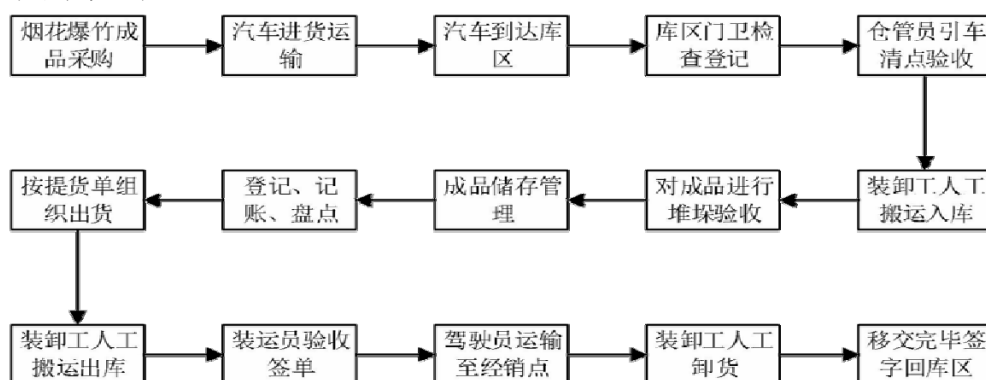 烟花爆竹成
品采购
汽车进货运
输
汽车到达库
区
库区门卫检
查登记
仓管员引车
清点验收
按提货单组
织出货
登记、记
账、盘点
成品储存管
理
对成品进行
堆垛验收
装卸工人工
搬运入库
装卸工人工
搬运出库
装运员验收
签单
驾驶员运输
至经销点
装卸工人工
卸货
移交完毕签
字回库区